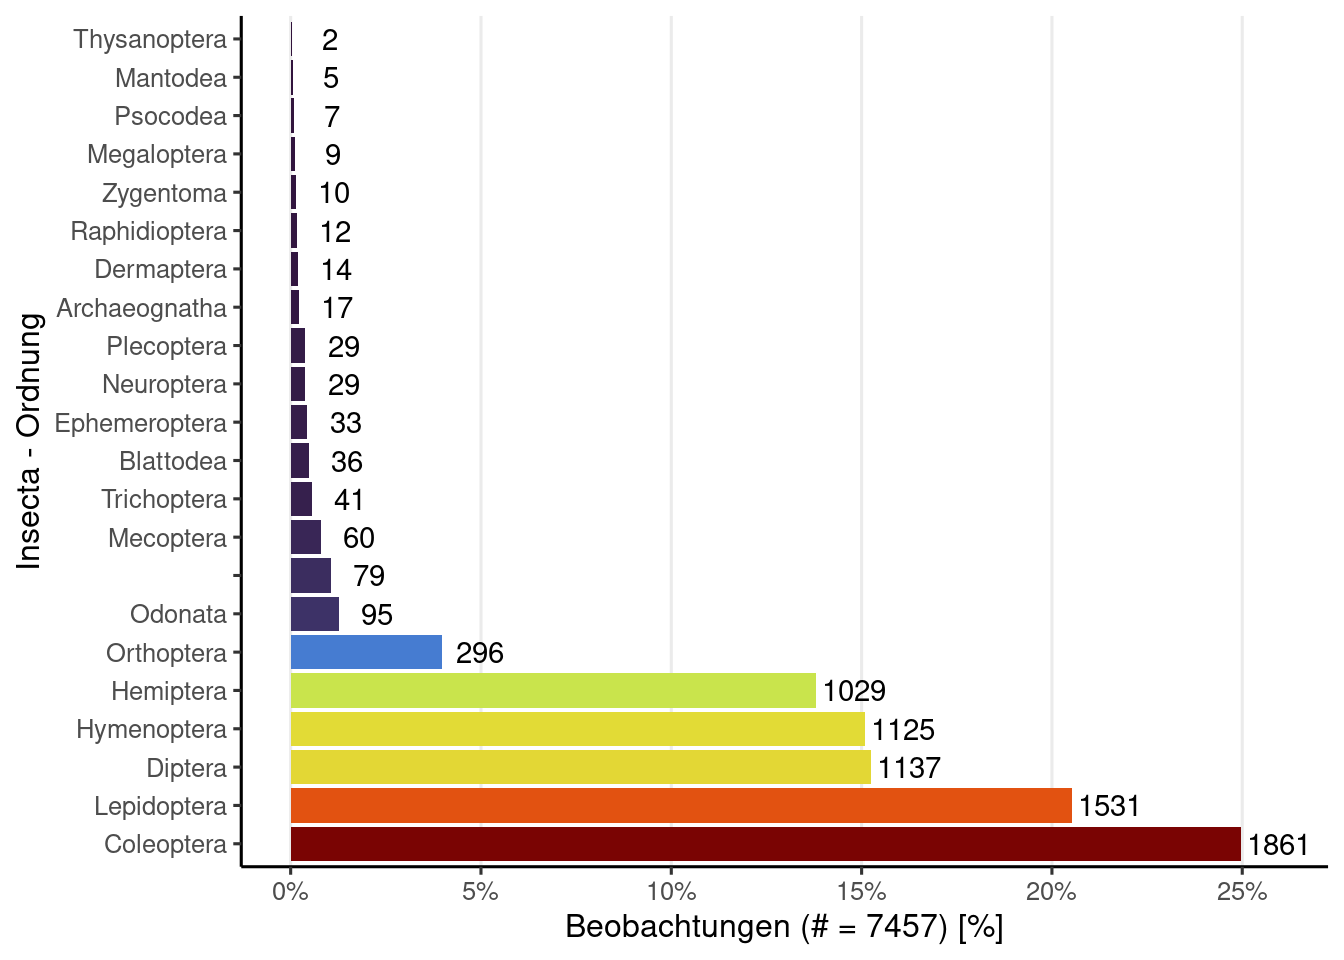 Thysanoptera 2
Mantodea 5
Psocodea 7
Megaloptera 9
Zygentoma 10
Raphidioptera 12
Dermaptera 14
Archaeognatha 17
Plecoptera 29
Neuroptera 29
Ephemeroptera 33
Blattodea 36
Trichoptera 41
Mecoptera 60
79
Odonata 95
Orthoptera 296
Hemiptera 1029
Hymenoptera 1125
Diptera 1137
Lepidoptera 1531
Coleoptera 1861
Insecta - Ordnung
0% 5% 10% 15% 20% 25%
Beobachtungen (# = 7457) [%]